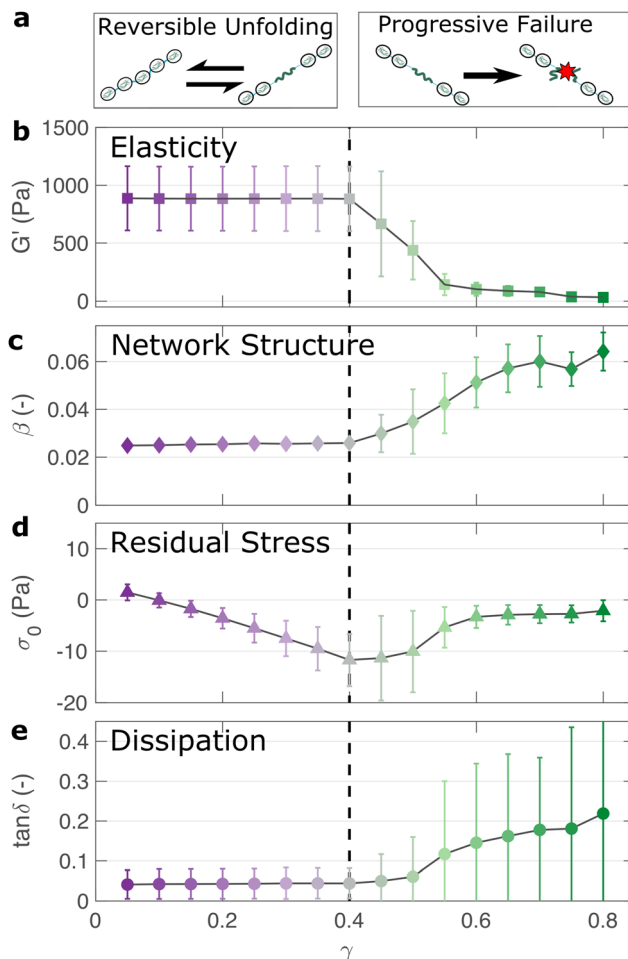 a
Reversible Unfolding
Progressive Failure
b
Elasticity
1500
1000
500
0
G' (Pa)
c
Network Structure
0.06
0.04
0.02
0
β (-)
d
Residual Stress
10
0
-10
-20
σ0 (Pa)
e
Dissipation
0.4
0.3
0.2
0.1
0
tanδ (-)
0 0.2 0.4 0.6 0.8
γ